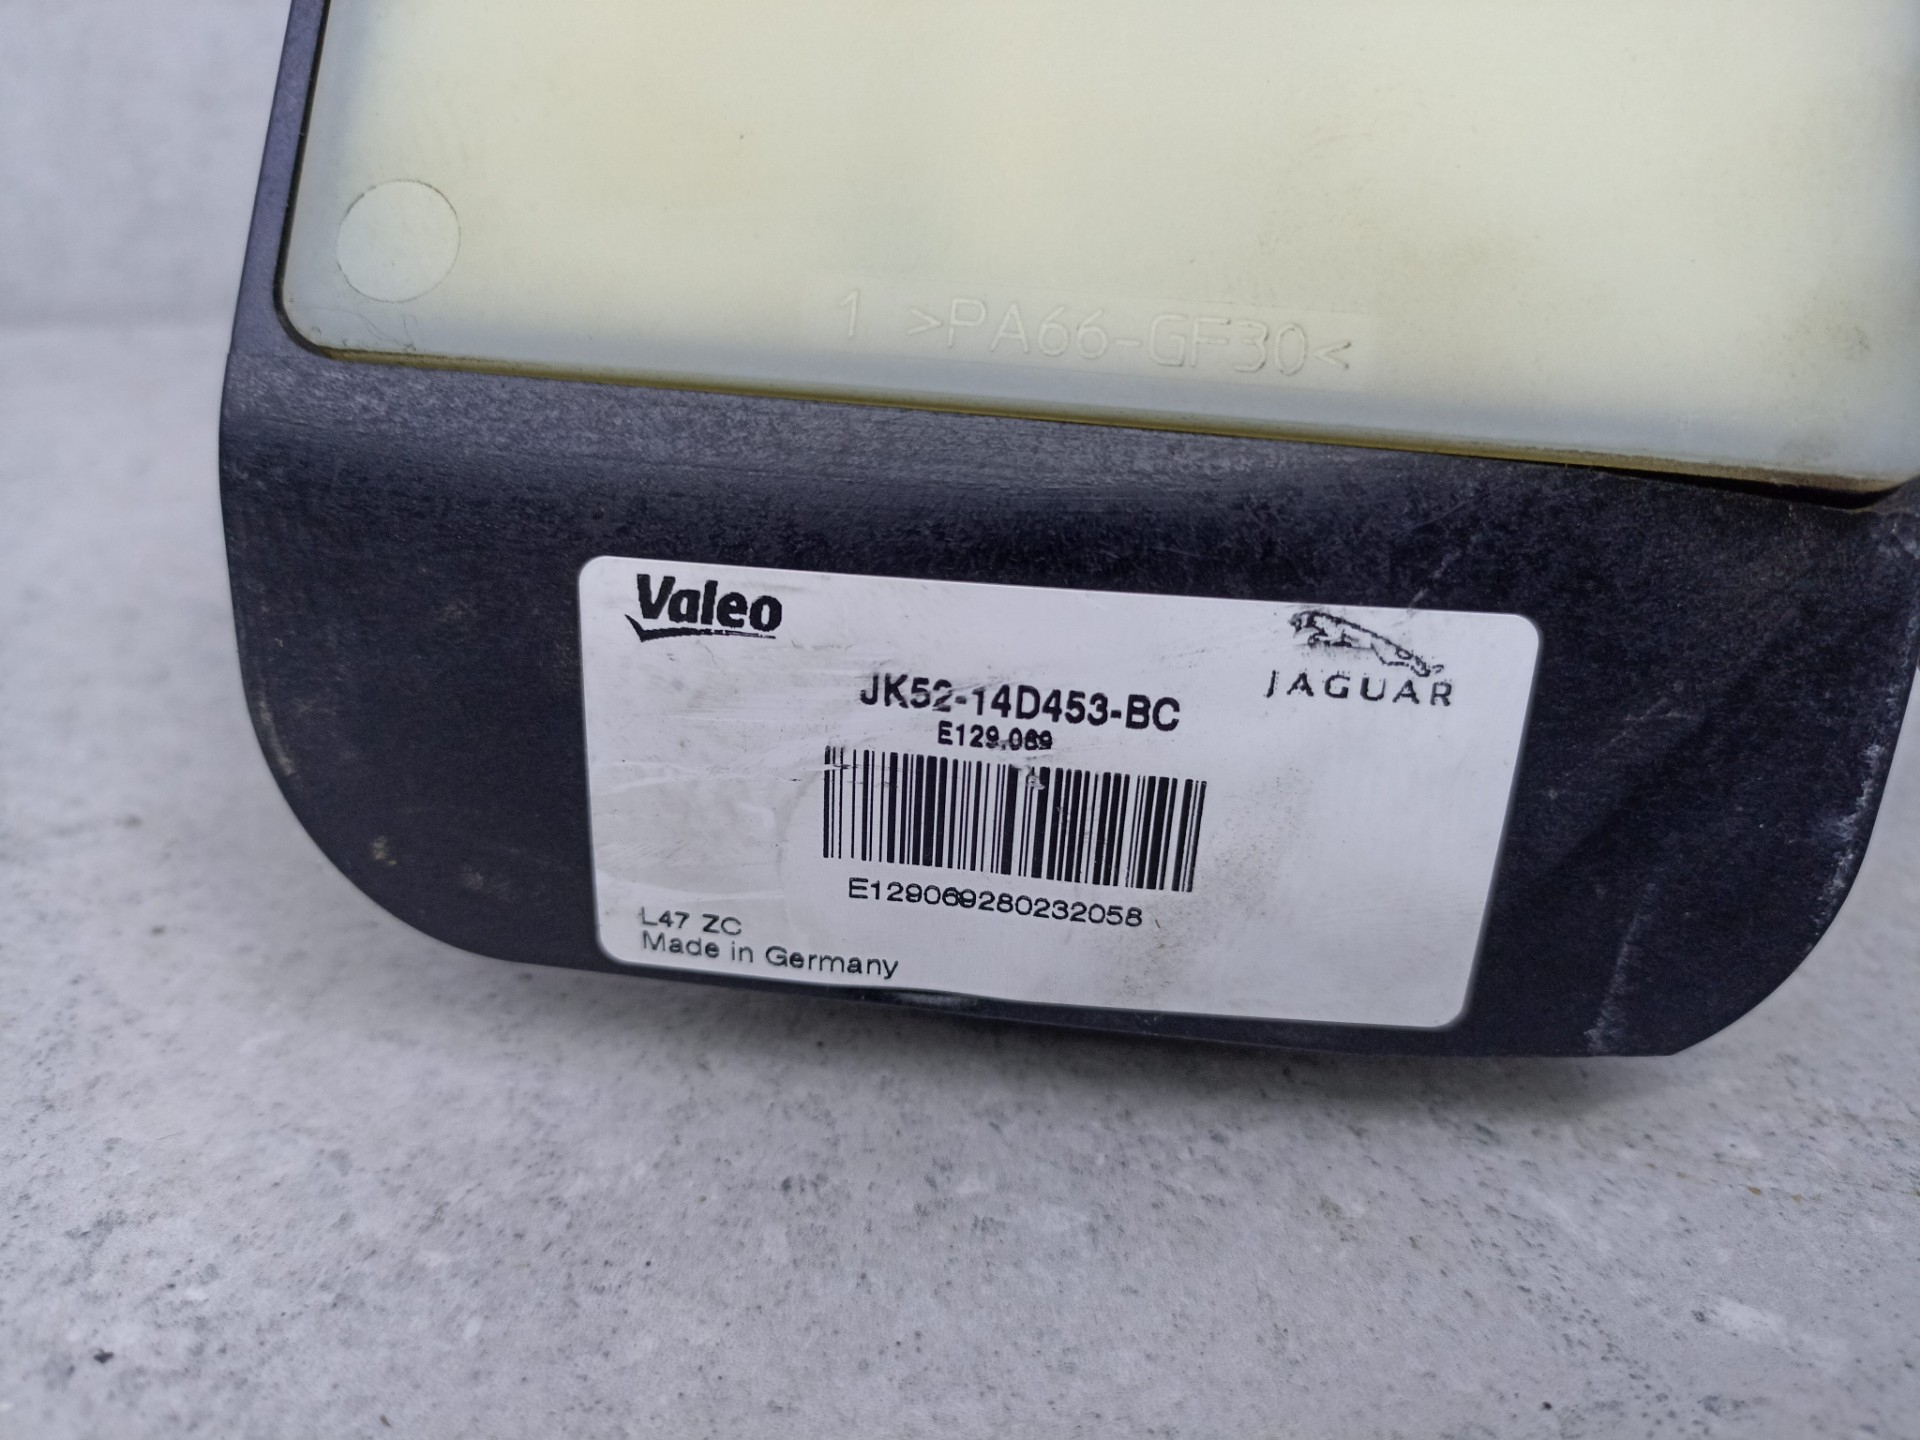 1 >PA66-GF30<
Valeo
JAGUAR
JK52-14D453-BC
E129.069
E129069280232058
L47 ZC
Made in Germany